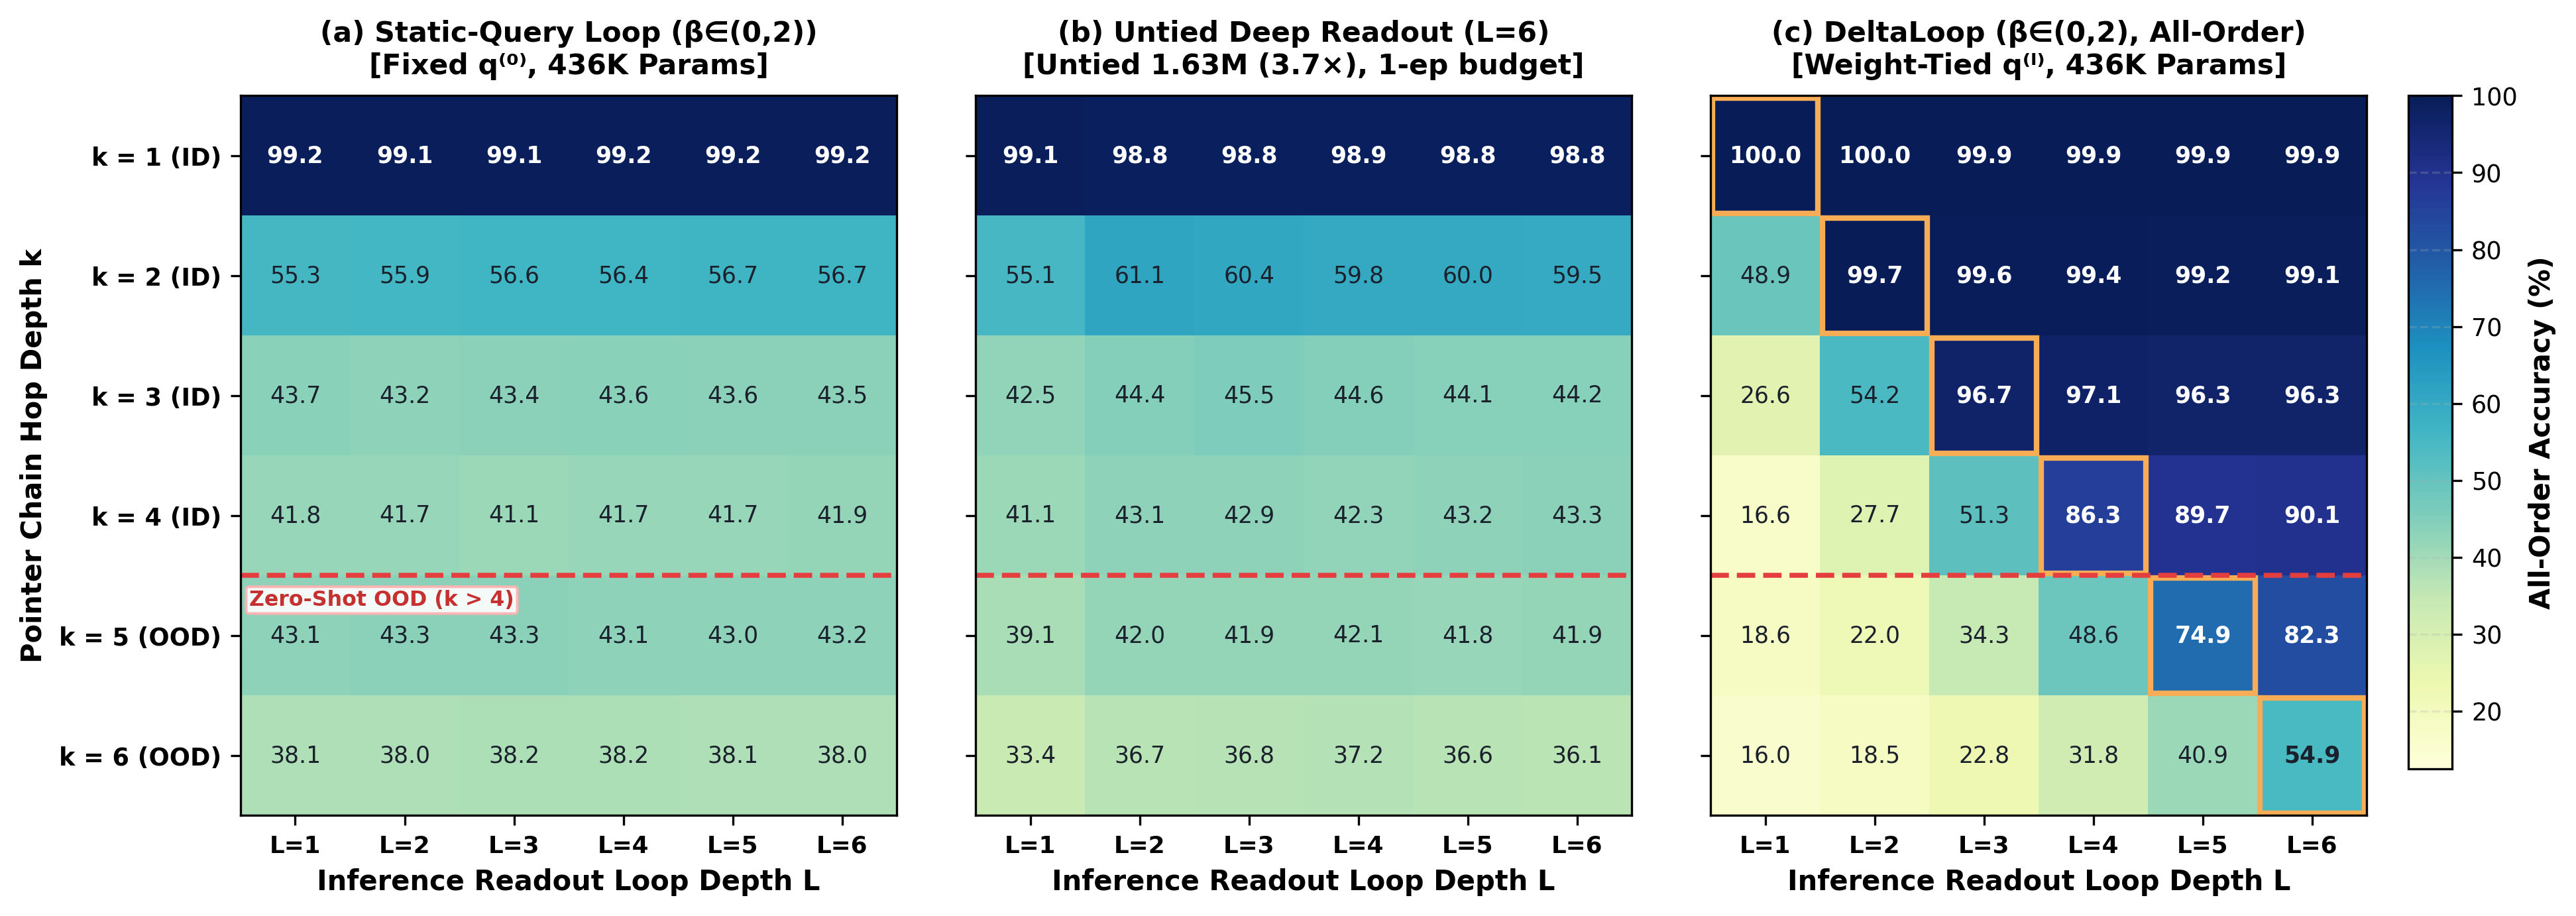 (a) Static-Query Loop (β∈(0,2))
[Fixed q⁽⁰⁾, 436K Params]
(b) Untied Deep Readout (L=6)
[Untied 1.63M (3.7×), 1-ep budget]
(c) DeltaLoop (β∈(0,2), All-Order)
[Weight-Tied q⁽ˡ⁾, 436K Params]
Pointer Chain Hop Depth k
k = 1 (ID) 99.2 99.1 99.1 99.2 99.2 99.2
k = 2 (ID) 55.3 55.9 56.6 56.4 56.7 56.7
k = 3 (ID) 43.7 43.2 43.4 43.6 43.6 43.5
k = 4 (ID) 41.8 41.7 41.1 41.7 41.7 41.9
Zero-Shot OOD (k > 4)
k = 5 (OOD) 43.1 43.3 43.3 43.1 43.0 43.2
k = 6 (OOD) 38.1 38.0 38.2 38.2 38.1 38.0
L=1 L=2 L=3 L=4 L=5 L=6
Inference Readout Loop Depth L
99.1 98.8 98.8 98.9 98.8 98.8
55.1 61.1 60.4 59.8 60.0 59.5
42.5 44.4 45.5 44.6 44.1 44.2
41.1 43.1 42.9 42.3 43.2 43.3
39.1 42.0 41.9 42.1 41.8 41.9
33.4 36.7 36.8 37.2 36.6 36.1
L=1 L=2 L=3 L=4 L=5 L=6
Inference Readout Loop Depth L
100.0 100.0 99.9 99.9 99.9 99.9
48.9 99.7 99.6 99.4 99.2 99.1
26.6 54.2 96.7 97.1 96.3 96.3
16.6 27.7 51.3 86.3 89.7 90.1
18.6 22.0 34.3 48.6 74.9 82.3
16.0 18.5 22.8 31.8 40.9 54.9
L=1 L=2 L=3 L=4 L=5 L=6
Inference Readout Loop Depth L
100
90
80
70
60
50
40
30
20
All-Order Accuracy (%)